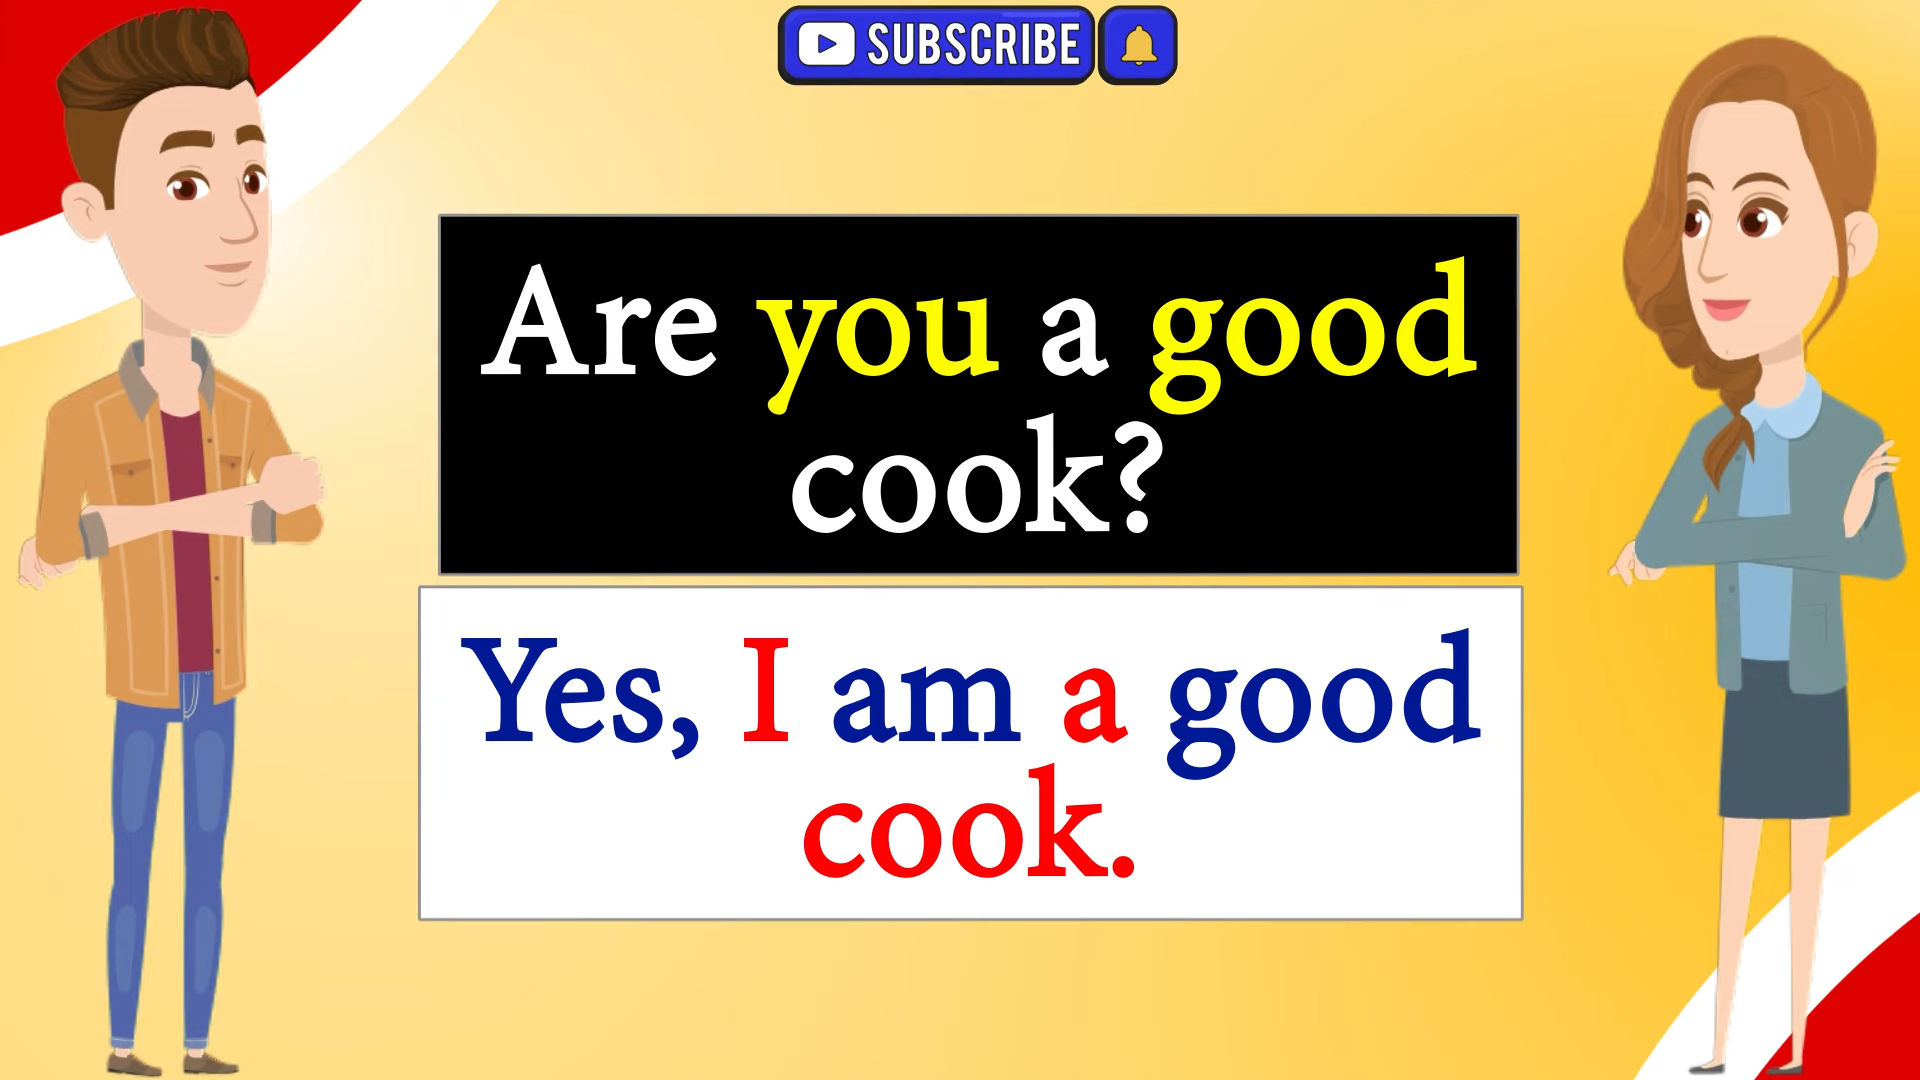 SUBSCRIBE
Are you a good
cook?
Yes, I am a good
cook.